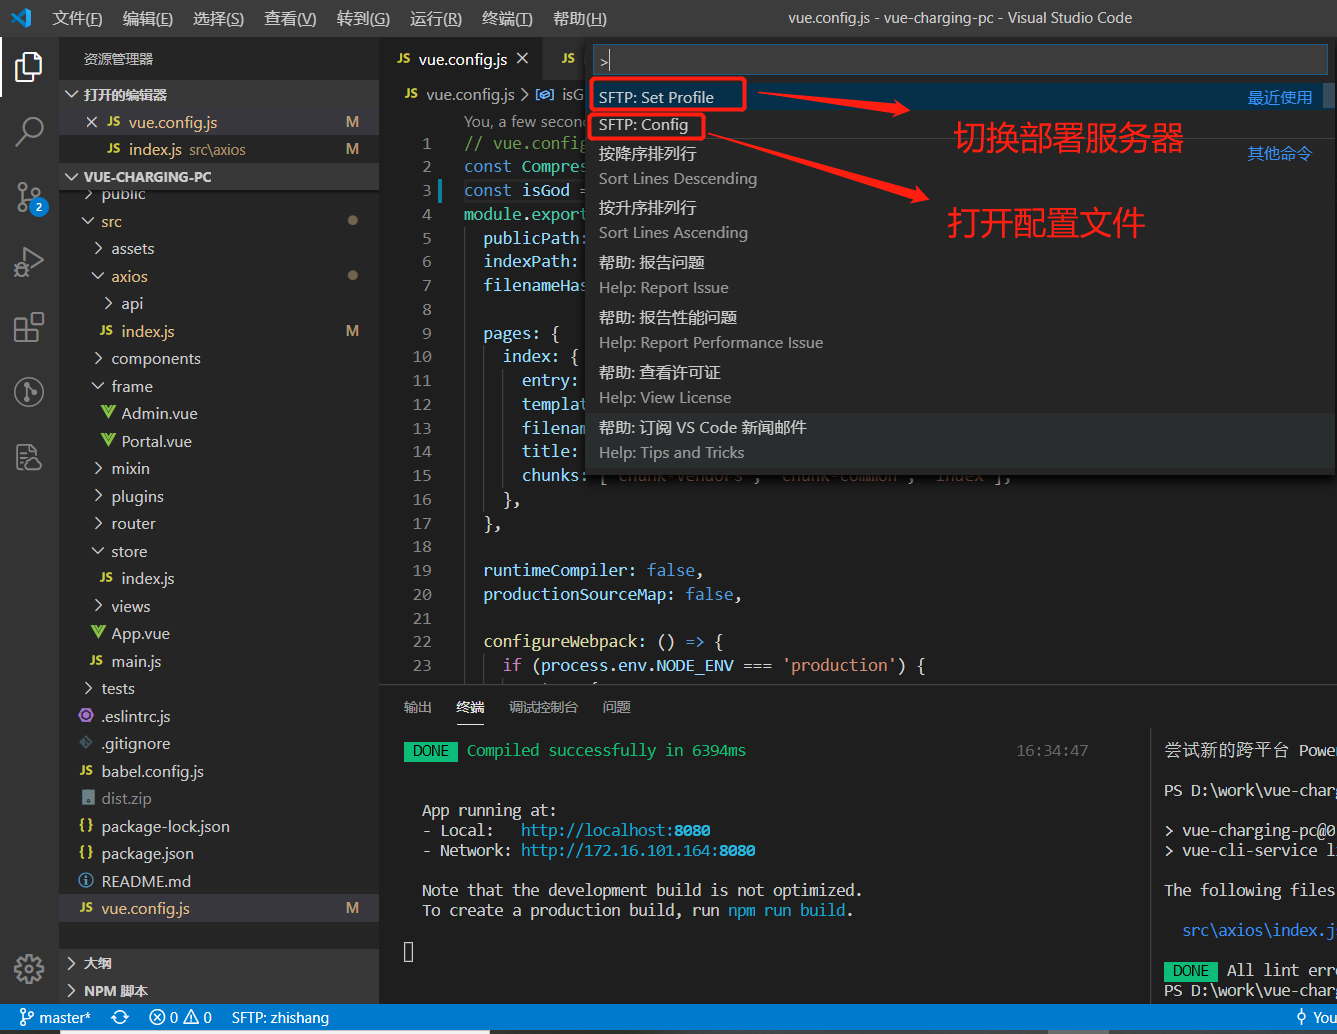 文件(F) 编辑(E) 选择(S) 查看(V) 转到(G) 运行(R) 终端(T) 帮助(H) vue.config.js - vue-charging-pc - Visual Studio Code
资源管理器
打开的编辑器
JS vue.config.js M
JS index.js src\axios M
VUE-CHARGING-PC
public
src
assets
axios
api
JS index.js M
components
frame
Admin.vue
Portal.vue
mixin
plugins
router
store
JS index.js
views
App.vue
JS main.js
tests
.eslintrc.js
.gitignore
JS babel.config.js
dist.zip
{} package-lock.json
{} package.json
README.md
JS vue.config.js M
大纲
NPM 脚本
JS vue.config.js JS
JS vue.config.js > isG
You, a few secon
1 // vue.config
2 const Compres
3 const isGod =
4 module.export
5 publicPath:
6 indexPath:
7 filenameHas
8
9 pages: {
10 index: {
11 entry:
12 templat
13 filenam
14 title:
15 chunks: ["chunk-vendors", "chunk-common", "index"],
16 },
17 },
18
19 runtimeCompiler: false,
20 productionSourceMap: false,
21
22 configureWebpack: () => {
23 if (process.env.NODE_ENV === 'production') {
>
SFTP: Set Profile 最近使用
SFTP: Config
按降序排列行 其他命令
Sort Lines Descending
按升序排列行
Sort Lines Ascending
帮助: 报告问题
Help: Report Issue
帮助: 报告性能问题
Help: Report Performance Issue
帮助: 查看许可证
Help: View License
帮助: 订阅 VS Code 新闻邮件
Help: Tips and Tricks
切换部署服务器
打开配置文件
输出 终端 调试控制台 问题
DONE Compiled successfully in 6394ms 16:34:47
App running at:
- Local: http://localhost:8080
- Network: http://172.16.101.164:8080
Note that the development build is not optimized.
To create a production build, run npm run build.
尝试新的跨平台 Powe
PS D:\work\vue-charg
> vue-charging-pc@0
> vue-cli-service l
The following files
src\axios\index.j
DONE All lint erro
PS D:\work\vue-charg
master* 0 0 SFTP: zhishang You